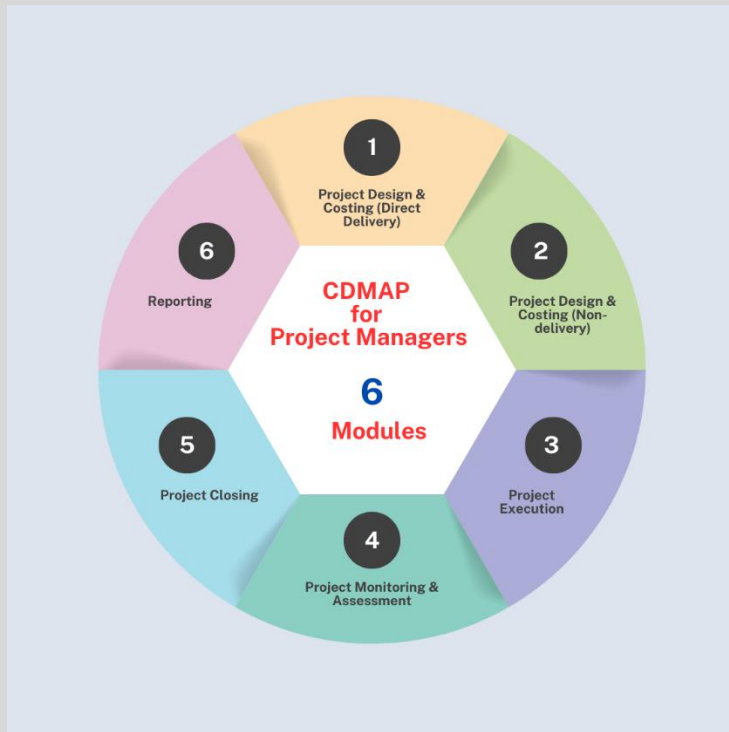 1
Project Design &
Costing (Direct
Delivery)
2
Project Design &
Costing (Non-
delivery)
3
Project
Execution
4
Project Monitoring &
Assessment
5
Project Closing
6
Reporting
CDMAP
for
Project Managers
6
Modules